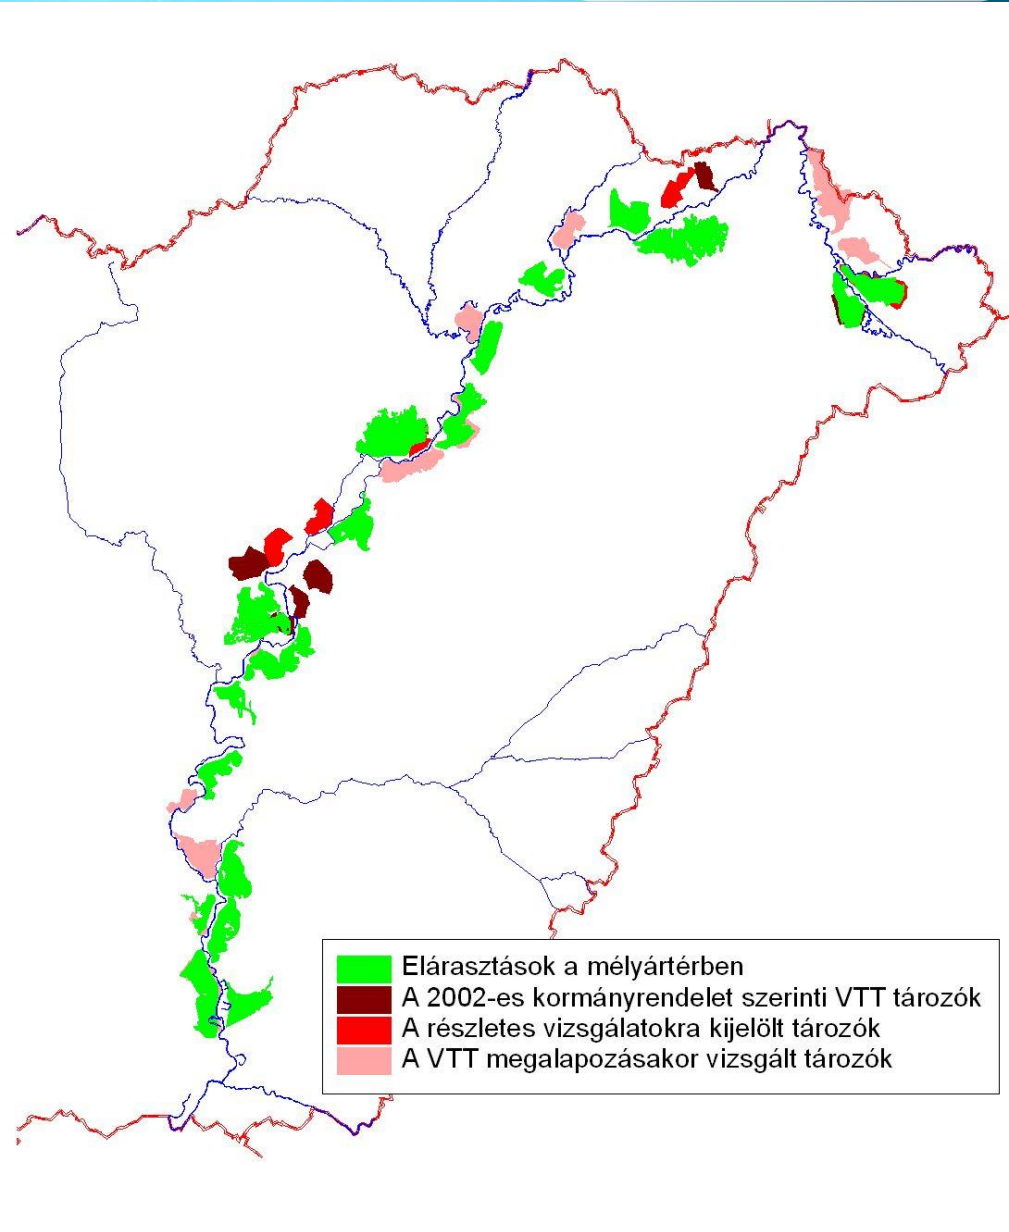 Elárasztások a mélyártérben
A 2002-es kormányrendelet szerinti VTT tározók
A részletes vizsgálatokra kijelölt tározók
A VTT megalapozásakor vizsgált tározók